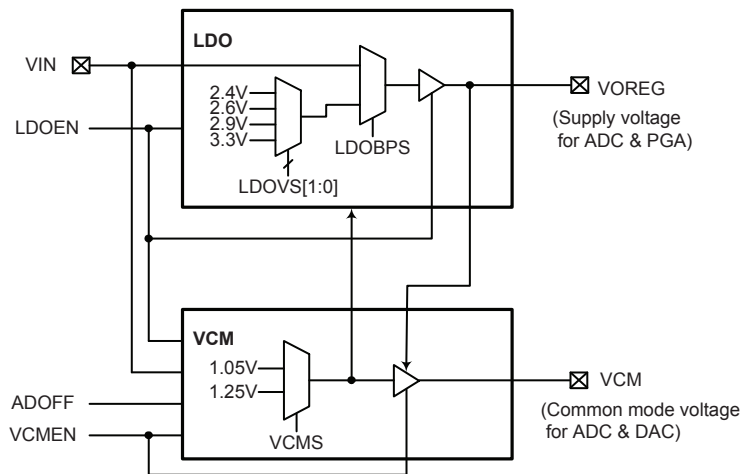 LDO
VIN
VOREG
2.4V
2.6V
2.9V
3.3V
(Supply voltage
for ADC & PGA)
LDOEN
LDOBPS
LDOVS[1:0]
VCM
1.05V
1.25V
VCM
ADOFF
(Common mode voltage
for ADC & DAC)
VCMEN
VCMS